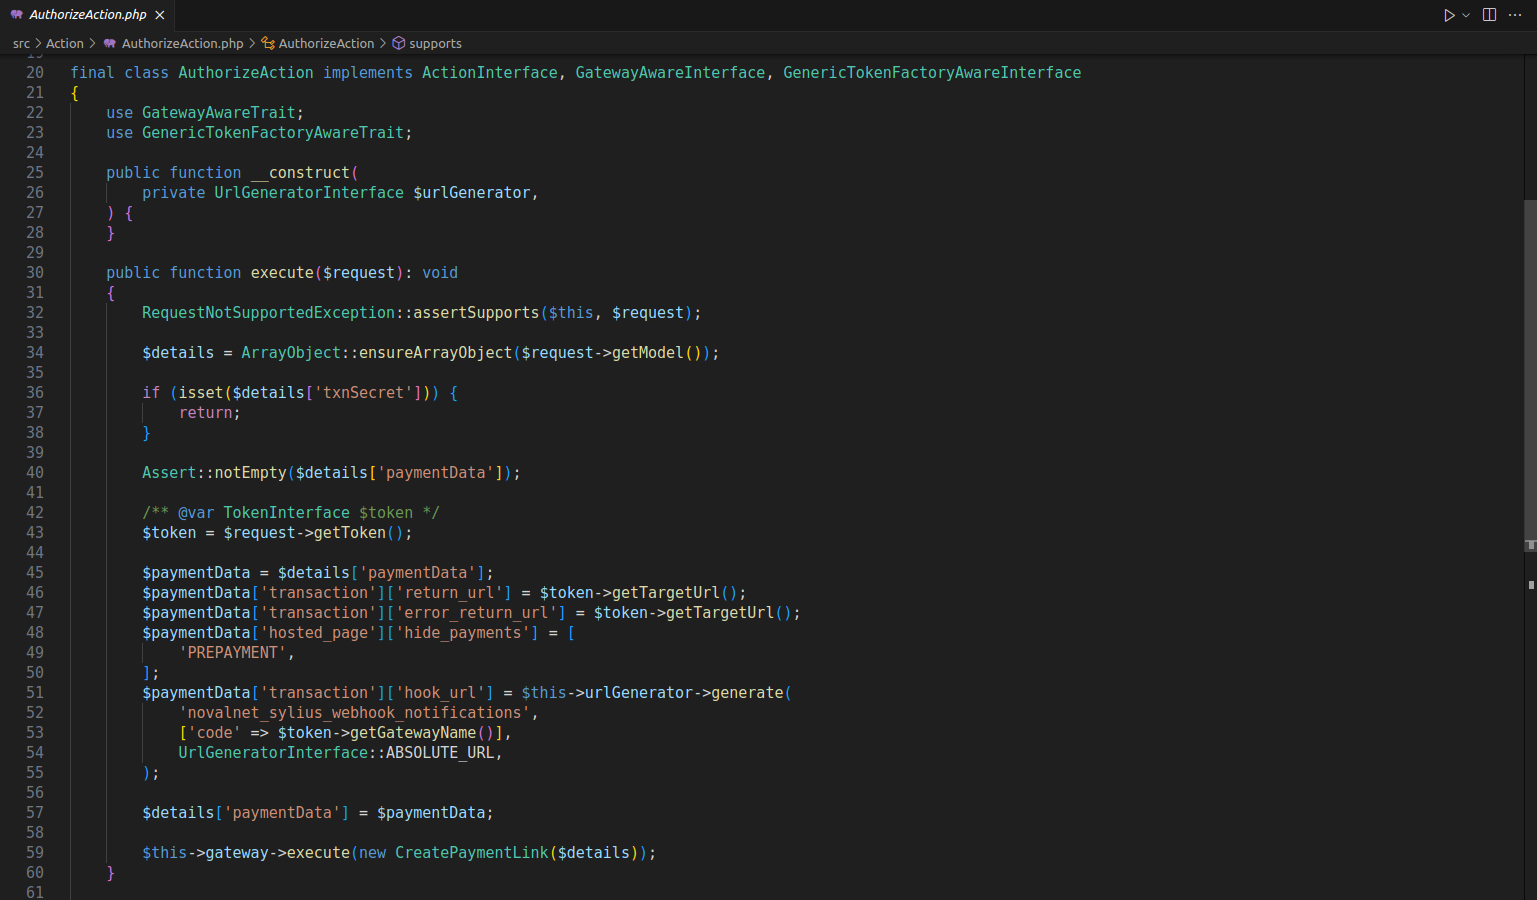 AuthorizeAction.php
src > Action > AuthorizeAction.php > AuthorizeAction > supports
19
20 final class AuthorizeAction implements ActionInterface, GatewayAwareInterface, GenericTokenFactoryAwareInterface
21 {
22     use GatewayAwareTrait;
23     use GenericTokenFactoryAwareTrait;
24
25     public function __construct(
26         private UrlGeneratorInterface $urlGenerator,
27     ) {
28     }
29
30     public function execute($request): void
31     {
32         RequestNotSupportedException::assertSupports($this, $request);
33
34         $details = ArrayObject::ensureArrayObject($request->getModel());
35
36         if (isset($details['txnSecret'])) {
37             return;
38         }
39
40         Assert::notEmpty($details['paymentData']);
41
42         /** @var TokenInterface $token */
43         $token = $request->getToken();
44
45         $paymentData = $details['paymentData'];
46         $paymentData['transaction']['return_url'] = $token->getTargetUrl();
47         $paymentData['transaction']['error_return_url'] = $token->getTargetUrl();
48         $paymentData['hosted_page']['hide_payments'] = [
49             'PREPAYMENT',
50         ];
51         $paymentData['transaction']['hook_url'] = $this->urlGenerator->generate(
52             'novalnet_sylius_webhook_notifications',
53             ['code' => $token->getGatewayName()],
54             UrlGeneratorInterface::ABSOLUTE_URL,
55         );
56
57         $details['paymentData'] = $paymentData;
58
59         $this->gateway->execute(new CreatePaymentLink($details));
60     }
61